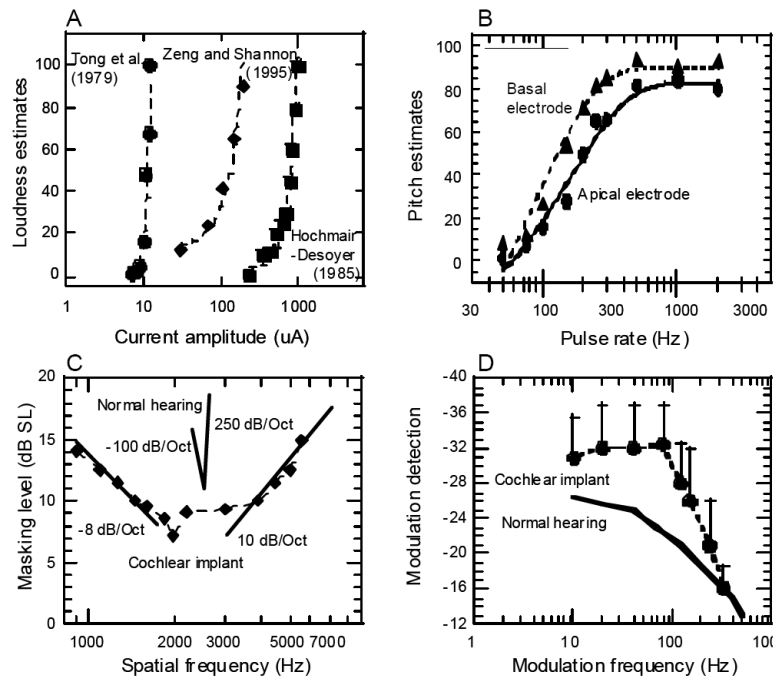 A
Tong et al.
(1979)
Zeng and Shannon
(1995)
Hochmair
-Desoyer
(1985)
Loudness estimates
100
80
60
40
20
0
1 10 100 1000
Current amplitude (uA)
B
Basal
electrode
Apical electrode
Pitch estimates
100
80
60
40
20
0
30 100 1000 3000
Pulse rate (Hz)
C
Normal hearing
-100 dB/Oct
250 dB/Oct
-8 dB/Oct
10 dB/Oct
Cochlear implant
Masking level (dB SL)
20
15
10
5
0
1000 2000 3000 5000 7000
Spatial frequency (Hz)
D
Cochlear implant
Normal hearing
Modulation detection
-40
-36
-32
-28
-24
-20
-16
-12
1 10 100 100
Modulation frequency (Hz)